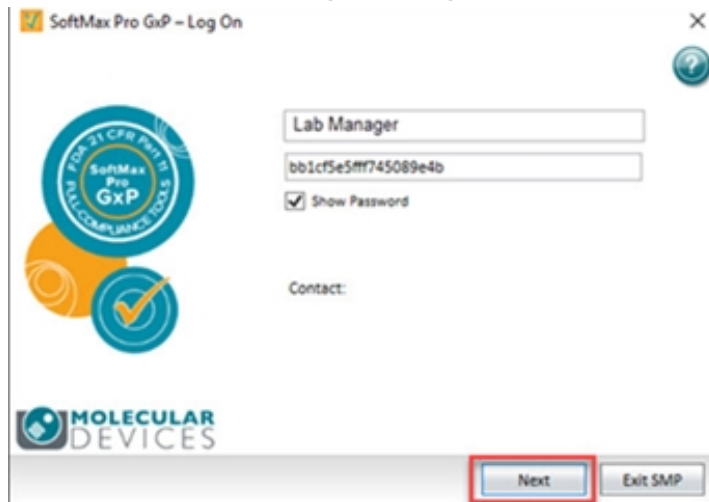 SoftMax Pro GxP – Log On
Lab Manager
bb1cf5e5fff745089e4b
Show Password
FDA 21 CFR Part 11
SoftMax
Pro
GxP
FULL-COMPLIANCE TOOLS
Contact:
MOLECULAR
DEVICES
Next
Exit SMP